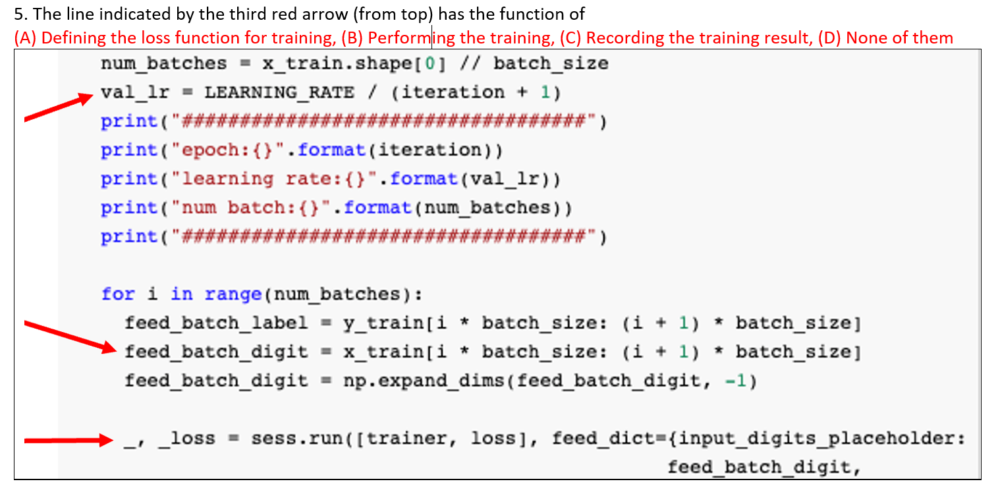 5. The line indicated by the third red arrow (from top) has the function of
(A) Defining the loss function for training, (B) Performing the training, (C) Recording the training result, (D) None of them
num_batches = x_train.shape[0] // batch_size
val_lr = LEARNING_RATE / (iteration + 1)
print("###################################")
print("epoch:{}".format(iteration))
print("learning rate:{}".format(val_lr))
print("num batch:{}".format(num_batches))
print("###################################")
for i in range(num_batches):
feed_batch_label = y_train[i * batch_size: (i + 1) * batch_size]
feed_batch_digit = x_train[i * batch_size: (i + 1) * batch_size]
feed_batch_digit = np.expand_dims(feed_batch_digit, -1)
_, _loss = sess.run([trainer, loss], feed_dict={input_digits_placeholder:
feed_batch_digit,